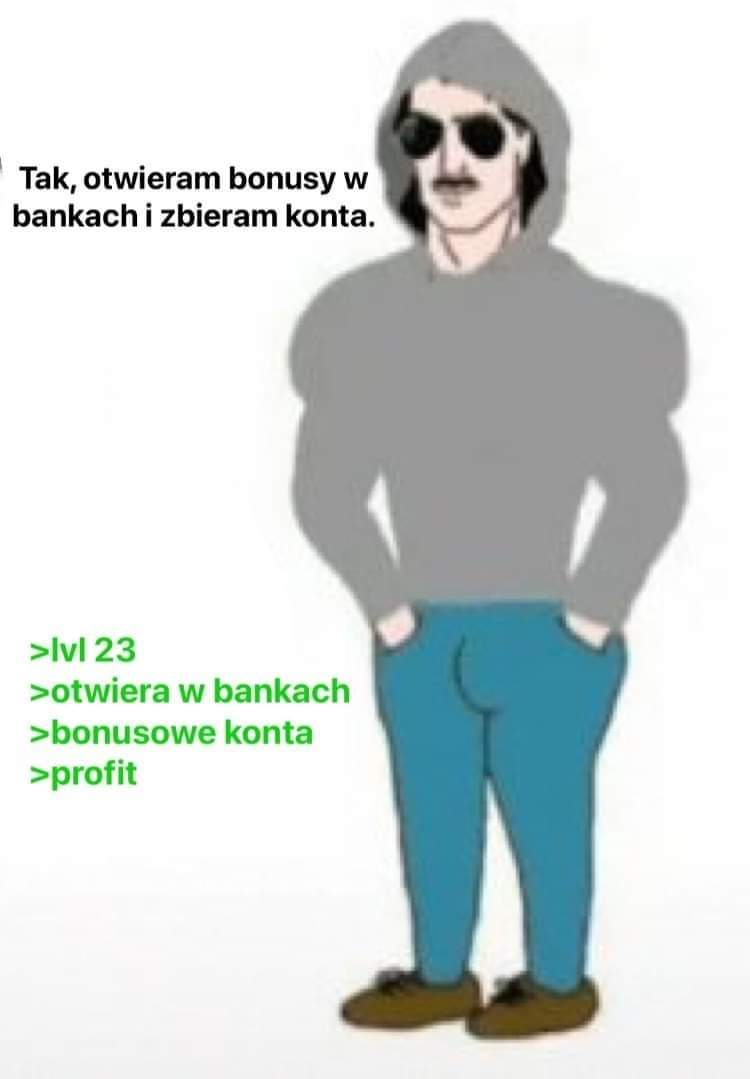 Tak, otwieram bonusy w
bankach i zbieram konta.
>lvl 23
>otwiera w bankach
>bonusowe konta
>profit